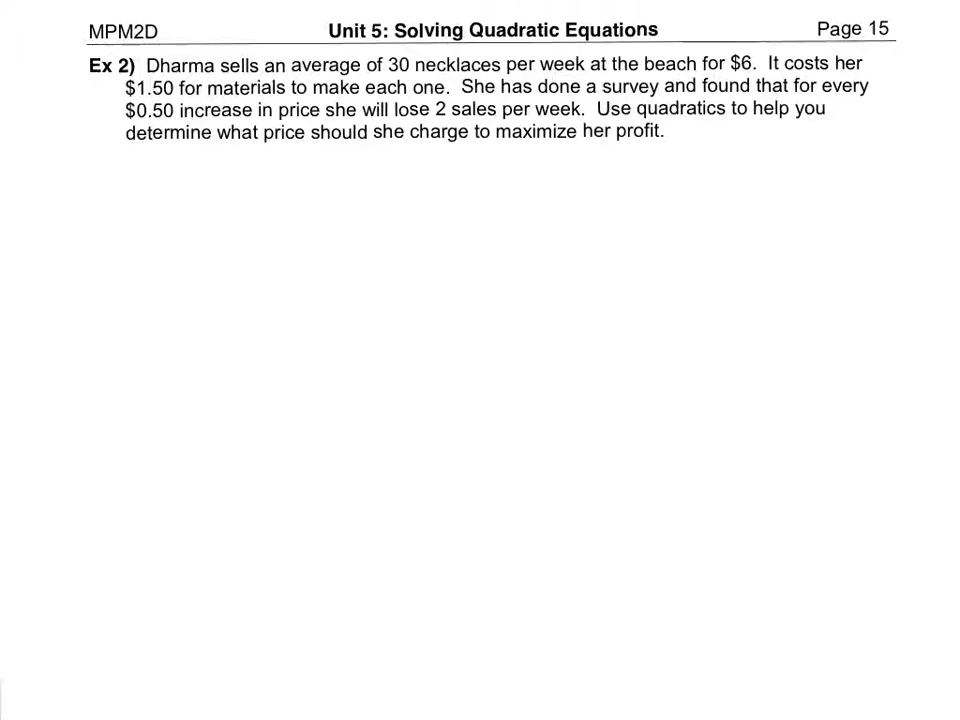 MPM2D Unit 5: Solving Quadratic Equations Page 15
Ex 2) Dharma sells an average of 30 necklaces per week at the beach for $6. It costs her
$1.50 for materials to make each one. She has done a survey and found that for every
$0.50 increase in price she will lose 2 sales per week. Use quadratics to help you
determine what price should she charge to maximize her profit.